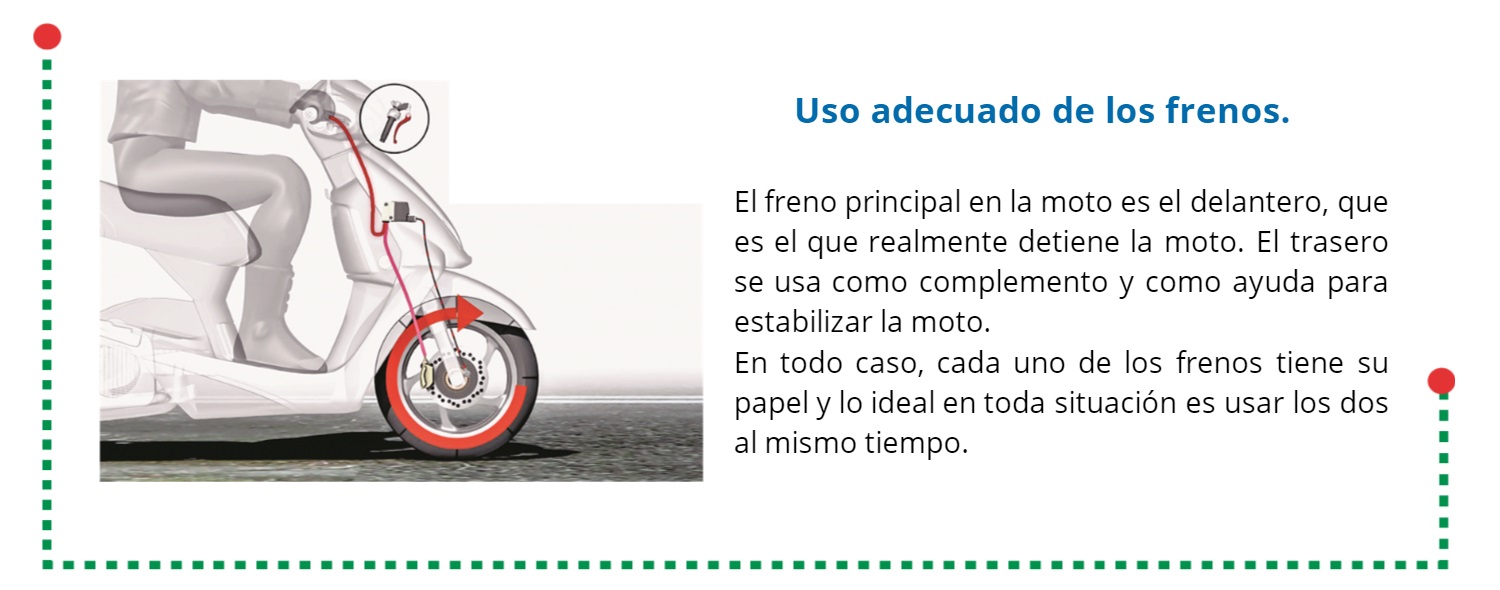 Uso adecuado de los frenos.
El freno principal en la moto es el delantero, que
es el que realmente detiene la moto. El trasero
se usa como complemento y como ayuda para
estabilizar la moto.
En todo caso, cada uno de los frenos tiene su
papel y lo ideal en toda situación es usar los dos
al mismo tiempo.